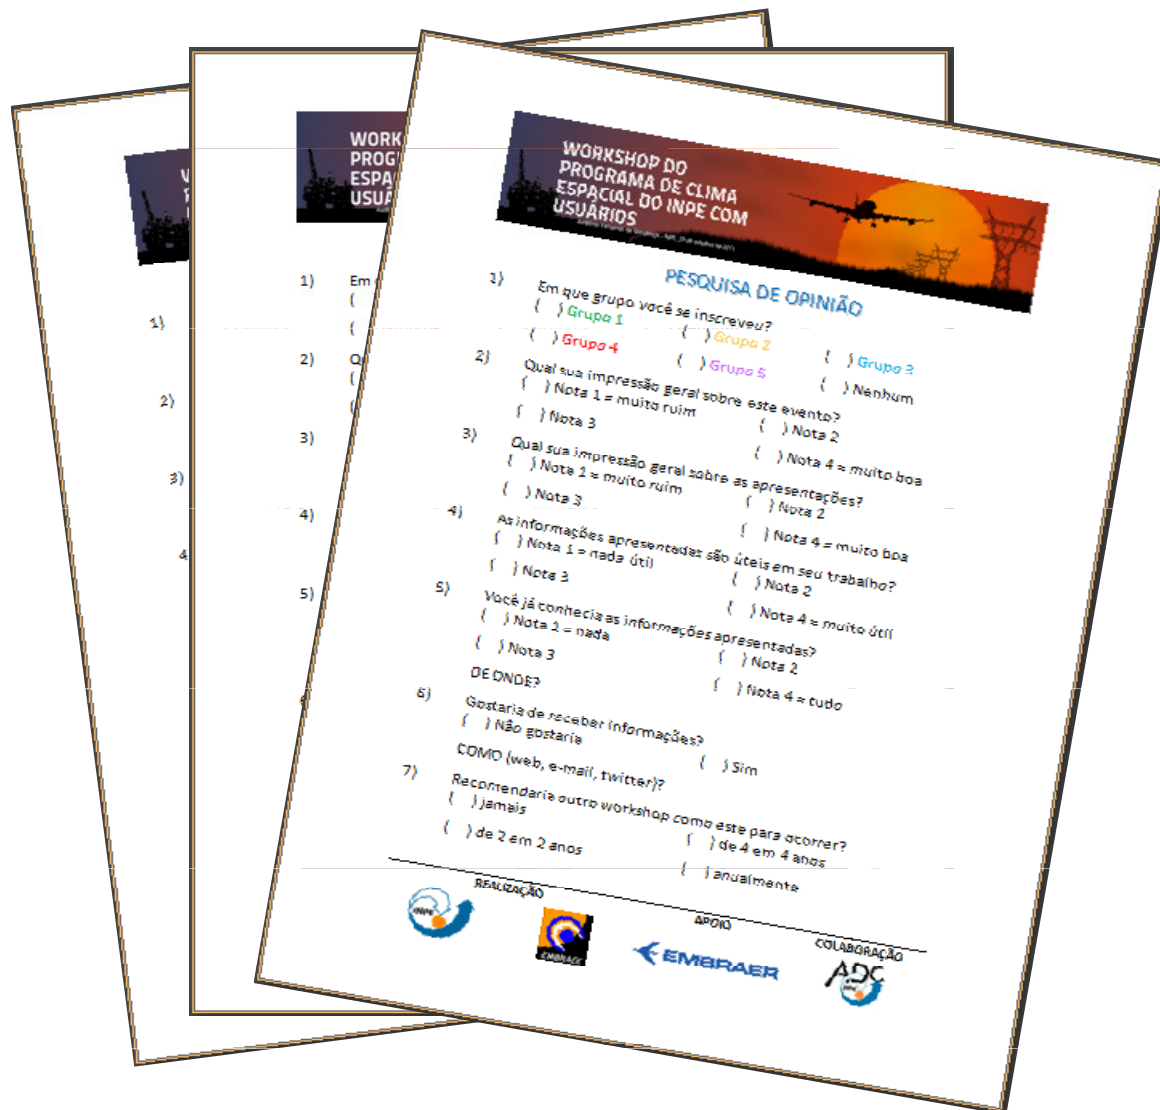 WORKSHOP DO
PROGRAMA DE CLIMA
ESPACIAL DO INPE COM
USUÁRIOS
PESQUISA DE OPINIÃO
1) Em que grupo você se inscreveu?
( ) Grupo 1 ( ) Grupo 2 ( ) Grupo 3
( ) Grupo 4 ( ) Grupo 5 ( ) Nenhum
2) Qual sua impressão geral sobre este evento?
( ) Nota 1 = muito ruim ( ) Nota 2
( ) Nota 3 ( ) Nota 4 = muito boa
3) Qual sua impressão geral sobre as apresentações?
( ) Nota 1 = muito ruim ( ) Nota 2
( ) Nota 3 ( ) Nota 4 = muito boa
4) As informações apresentadas são úteis em seu trabalho?
( ) Nota 1 = nada útil ( ) Nota 2
( ) Nota 3 ( ) Nota 4 = muito útil
5) Você já conhecia as informações apresentadas?
( ) Nota 1 = nada ( ) Nota 2
( ) Nota 3 ( ) Nota 4 = tudo
DE ONDE?
6) Gostaria de receber informações?
( ) Não gostaria ( ) Sim
COMO (web, e-mail, twitter)?
7) Recomendaria outro workshop como este para ocorrer?
( ) jamais ( ) de 4 em 4 anos
( ) de 2 em 2 anos ( ) anualmente
REALIZAÇÃO APOIO COLABORAÇÃO
INPE EMBRACE EMBRAER ADC
WORK
PROG
ESPA
USUÁ
1) Em
(
(
2) Q
(
3)
4)
5)
1)
2)
3)
4